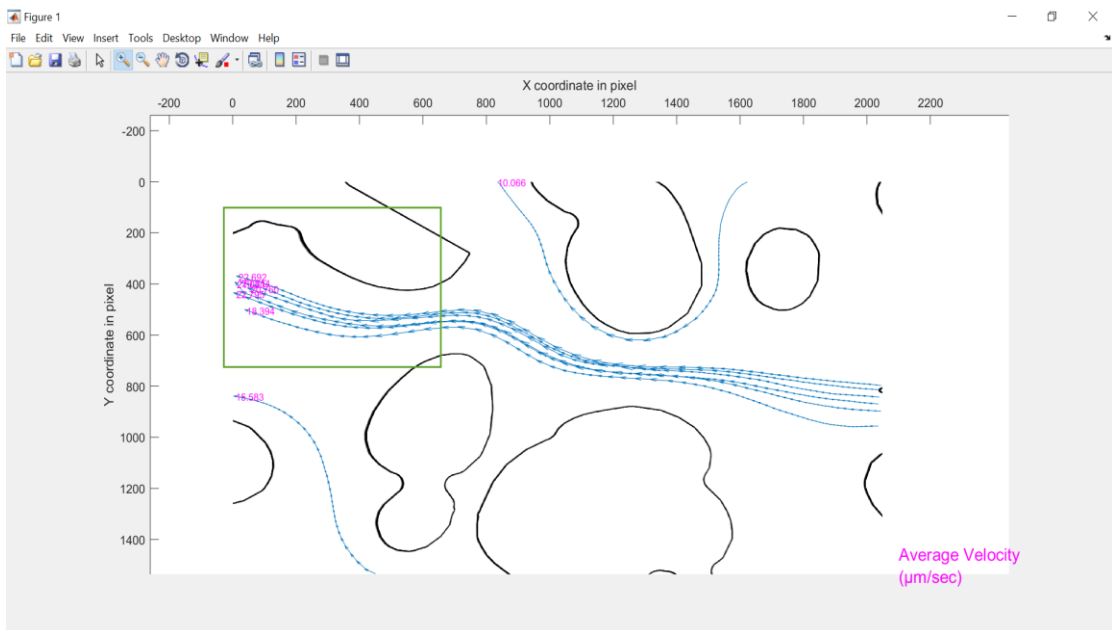 Figure 1
File Edit View Insert Tools Desktop Window Help
X coordinate in pixel
-200 0 200 400 600 800 1000 1200 1400 1600 1800 2000 2200
Y coordinate in pixel
-200
0
200
400
600
800
1000
1200
1400
10.066
22.692
18.394
15.583
Average Velocity
(µm/sec)